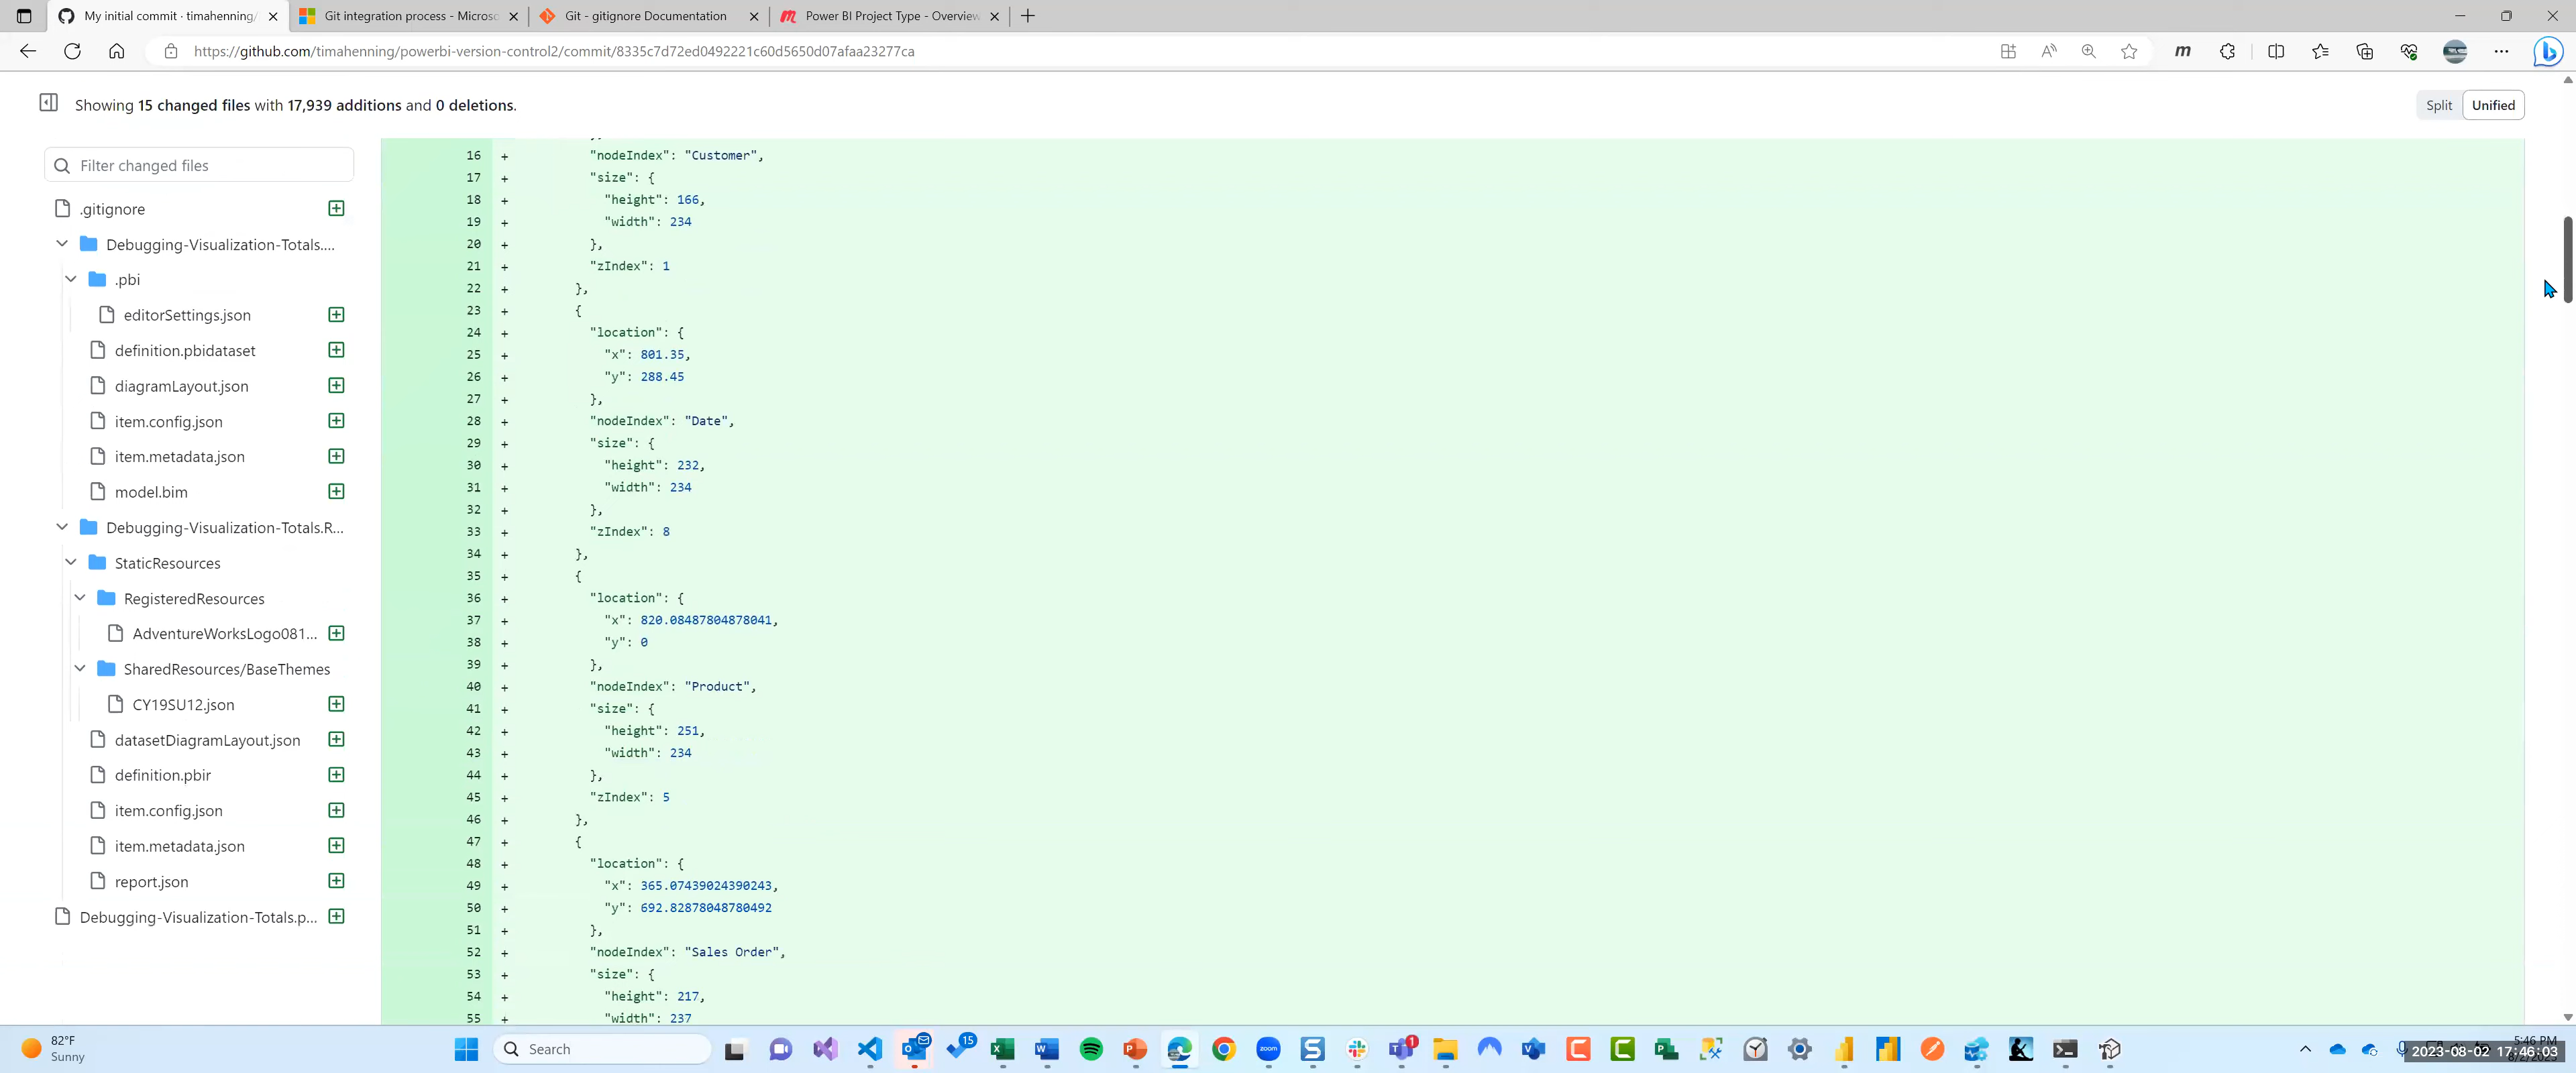 My initial commit · timahenning/
Git integration process - Microso
Git - gitignore Documentation
Power BI Project Type - Overview
https://github.com/timahenning/powerbi-version-control2/commit/8335c7d72ed0492221c60d5650d07afaa23277ca
Showing 15 changed files with 17,939 additions and 0 deletions.
Split Unified
Filter changed files
.gitignore
Debugging-Visualization-Totals....
.pbi
editorSettings.json
definition.pbidataset
diagramLayout.json
item.config.json
item.metadata.json
model.bim
Debugging-Visualization-Totals.R...
StaticResources
RegisteredResources
AdventureWorksLogo081...
SharedResources/BaseThemes
CY19SU12.json
datasetDiagramLayout.json
definition.pbir
item.config.json
item.metadata.json
report.json
Debugging-Visualization-Totals.p...
16 + "nodeIndex": "Customer",
17 + "size": {
18 + "height": 166,
19 + "width": 234
20 + },
21 + "zIndex": 1
22 + },
23 + {
24 + "location": {
25 + "x": 801.35,
26 + "y": 288.45
27 + },
28 + "nodeIndex": "Date",
29 + "size": {
30 + "height": 232,
31 + "width": 234
32 + },
33 + "zIndex": 8
34 + },
35 + {
36 + "location": {
37 + "x": 820.08487804878041,
38 + "y": 0
39 + },
40 + "nodeIndex": "Product",
41 + "size": {
42 + "height": 251,
43 + "width": 234
44 + },
45 + "zIndex": 5
46 + },
47 + {
48 + "location": {
49 + "x": 365.07439024390243,
50 + "y": 692.82878048780492
51 + },
52 + "nodeIndex": "Sales Order",
53 + "size": {
54 + "height": 217,
55 + "width": 237
82°F
Sunny
Search
15
1
5:46 PM
2023-08-02 17:46:03